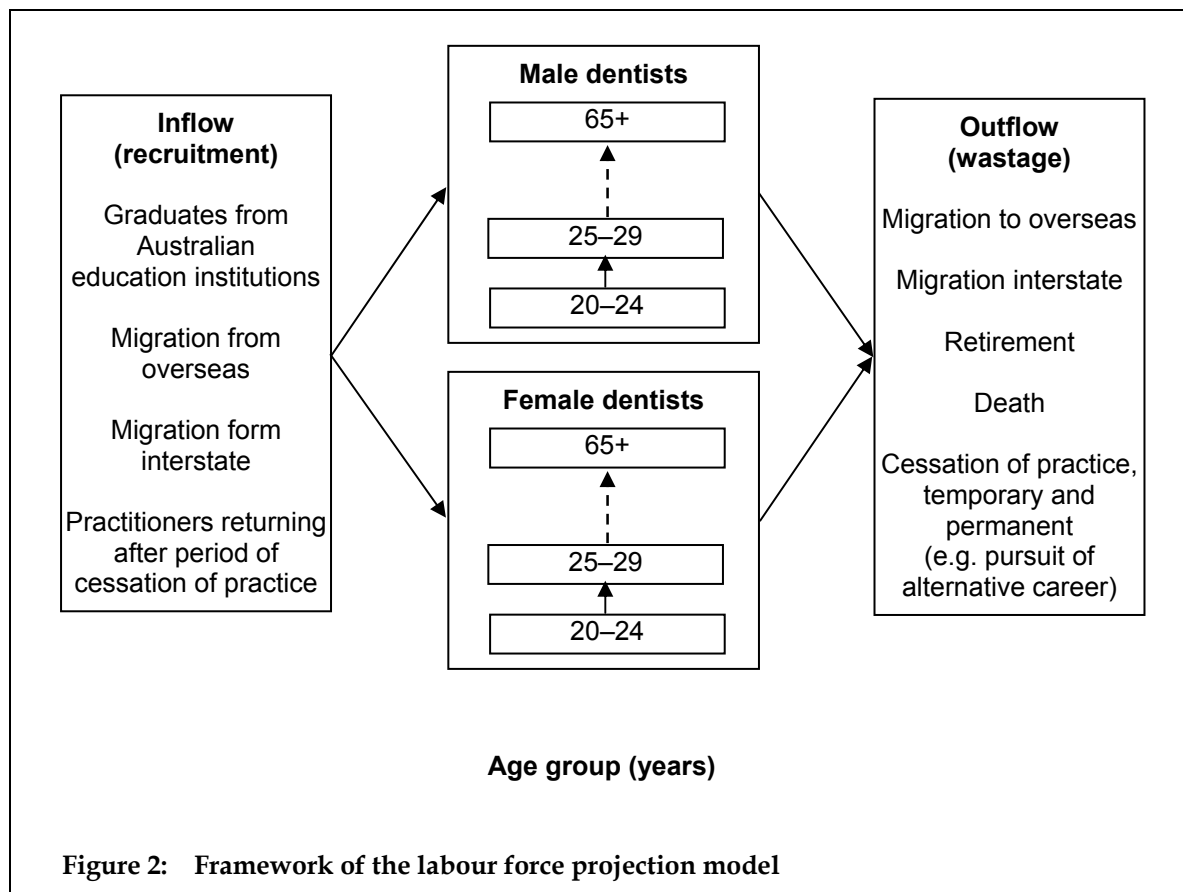 Inflow
(recruitment)
Graduates from
Australian
education institutions
Migration from
overseas
Migration form
interstate
Practitioners returning
after period of
cessation of practice
Male dentists
65+
25–29
20–24
Female dentists
65+
25–29
20–24
Outflow
(wastage)
Migration to overseas
Migration interstate
Retirement
Death
Cessation of practice,
temporary and
permanent
(e.g. pursuit of
alternative career)
Age group (years)
Figure 2: Framework of the labour force projection model